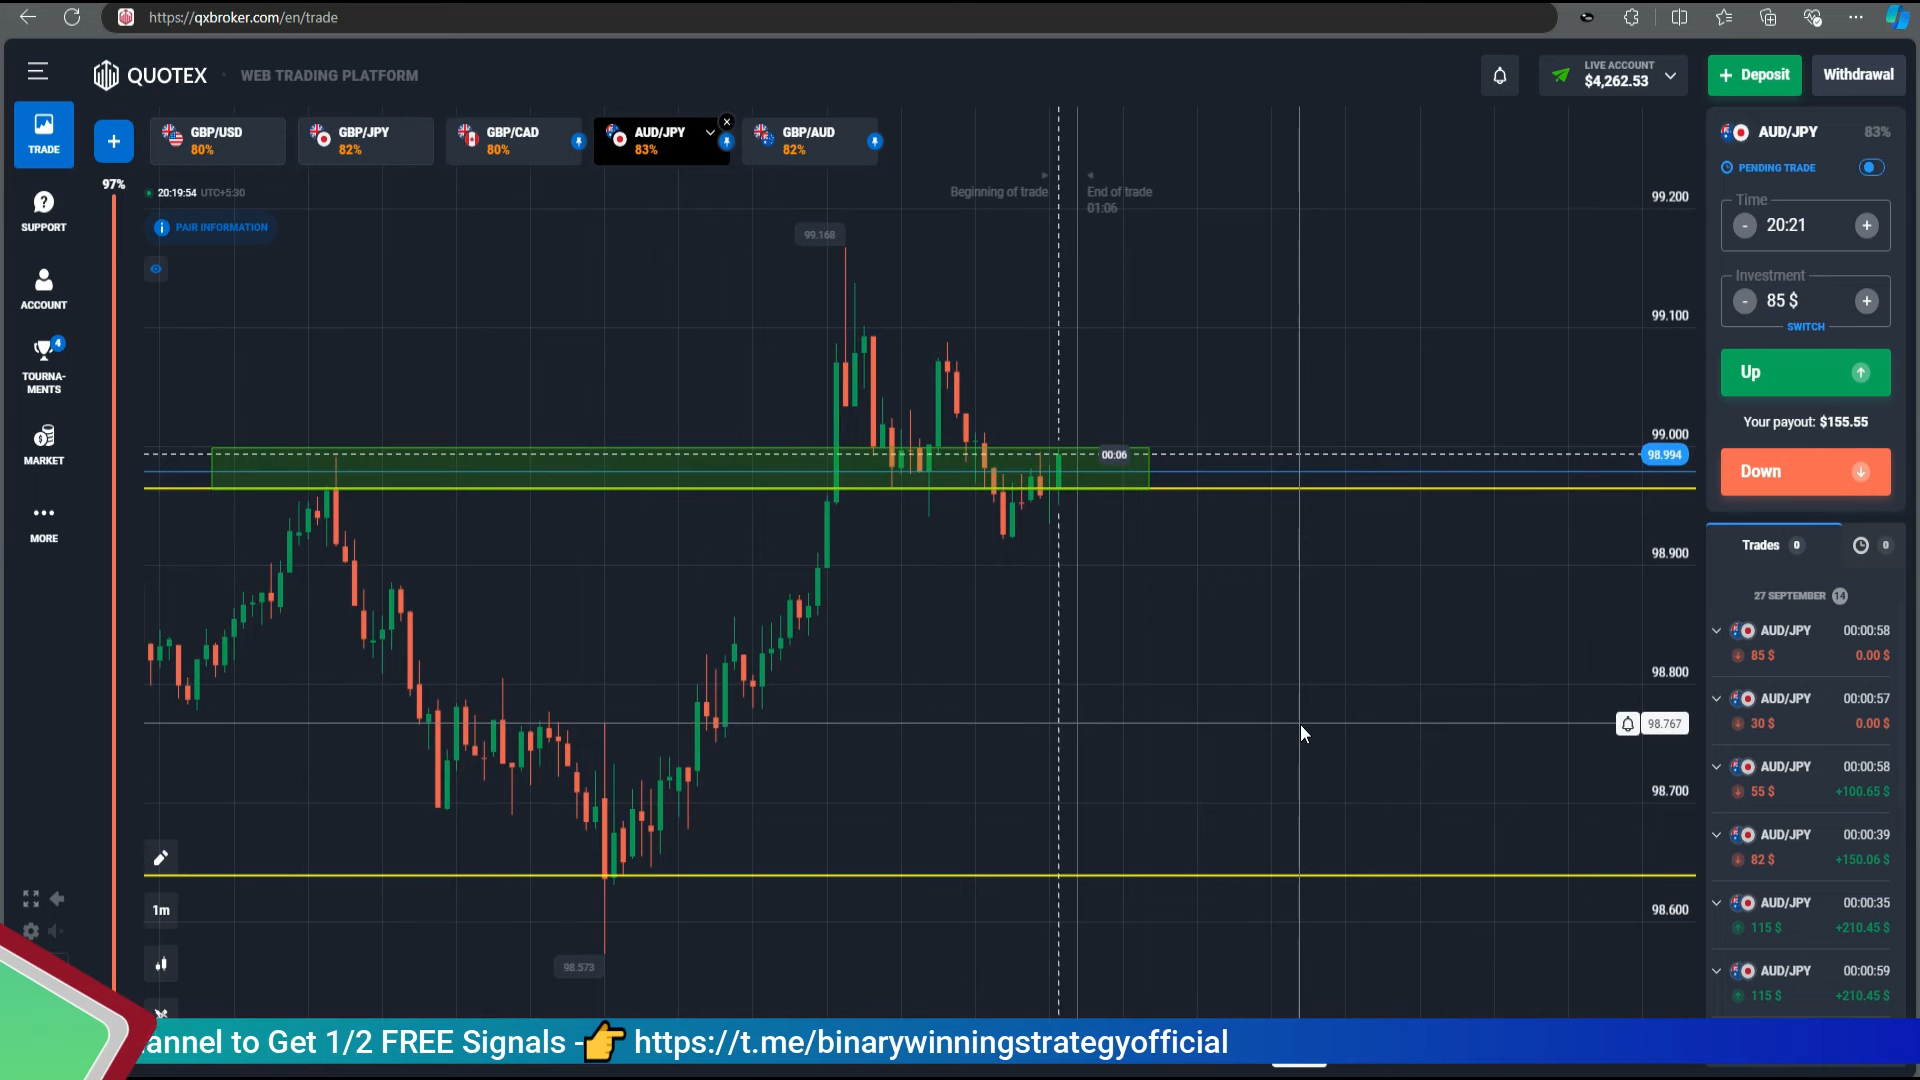 https://qxbroker.com/en/trade
QUOTEX
WEB TRADING PLATFORM
LIVE ACCOUNT
$4,262.53
+ Deposit
Withdrawal
TRADE
SUPPORT
ACCOUNT
4
TOURNA-
MENTS
MARKET
MORE
+
GBP/USD
80%
GBP/JPY
82%
GBP/CAD
80%
AUD/JPY
83%
GBP/AUD
82%
97%
20:19:54 UTC+5:30
PAIR INFORMATION
Beginning of trade
End of trade
01:06
99.168
98.573
00:06
99.200
99.100
99.000
98.994
98.900
98.800
98.767
98.700
98.600
1m
AUD/JPY
83%
PENDING TRADE
Time
- 20:21 +
Investment
- 85 $ +
SWITCH
Up
Your payout: $155.55
Down
Trades 0
0
27 SEPTEMBER 14
AUD/JPY 00:00:58
85 $ 0.00 $
AUD/JPY 00:00:57
30 $ 0.00 $
AUD/JPY 00:00:58
55 $ +100.65 $
AUD/JPY 00:00:39
82 $ +150.06 $
AUD/JPY 00:00:35
115 $ +210.45 $
AUD/JPY 00:00:59
115 $ +210.45 $
annel to Get 1/2 FREE Signals -👉 https://t.me/binarywinningstrategyofficial